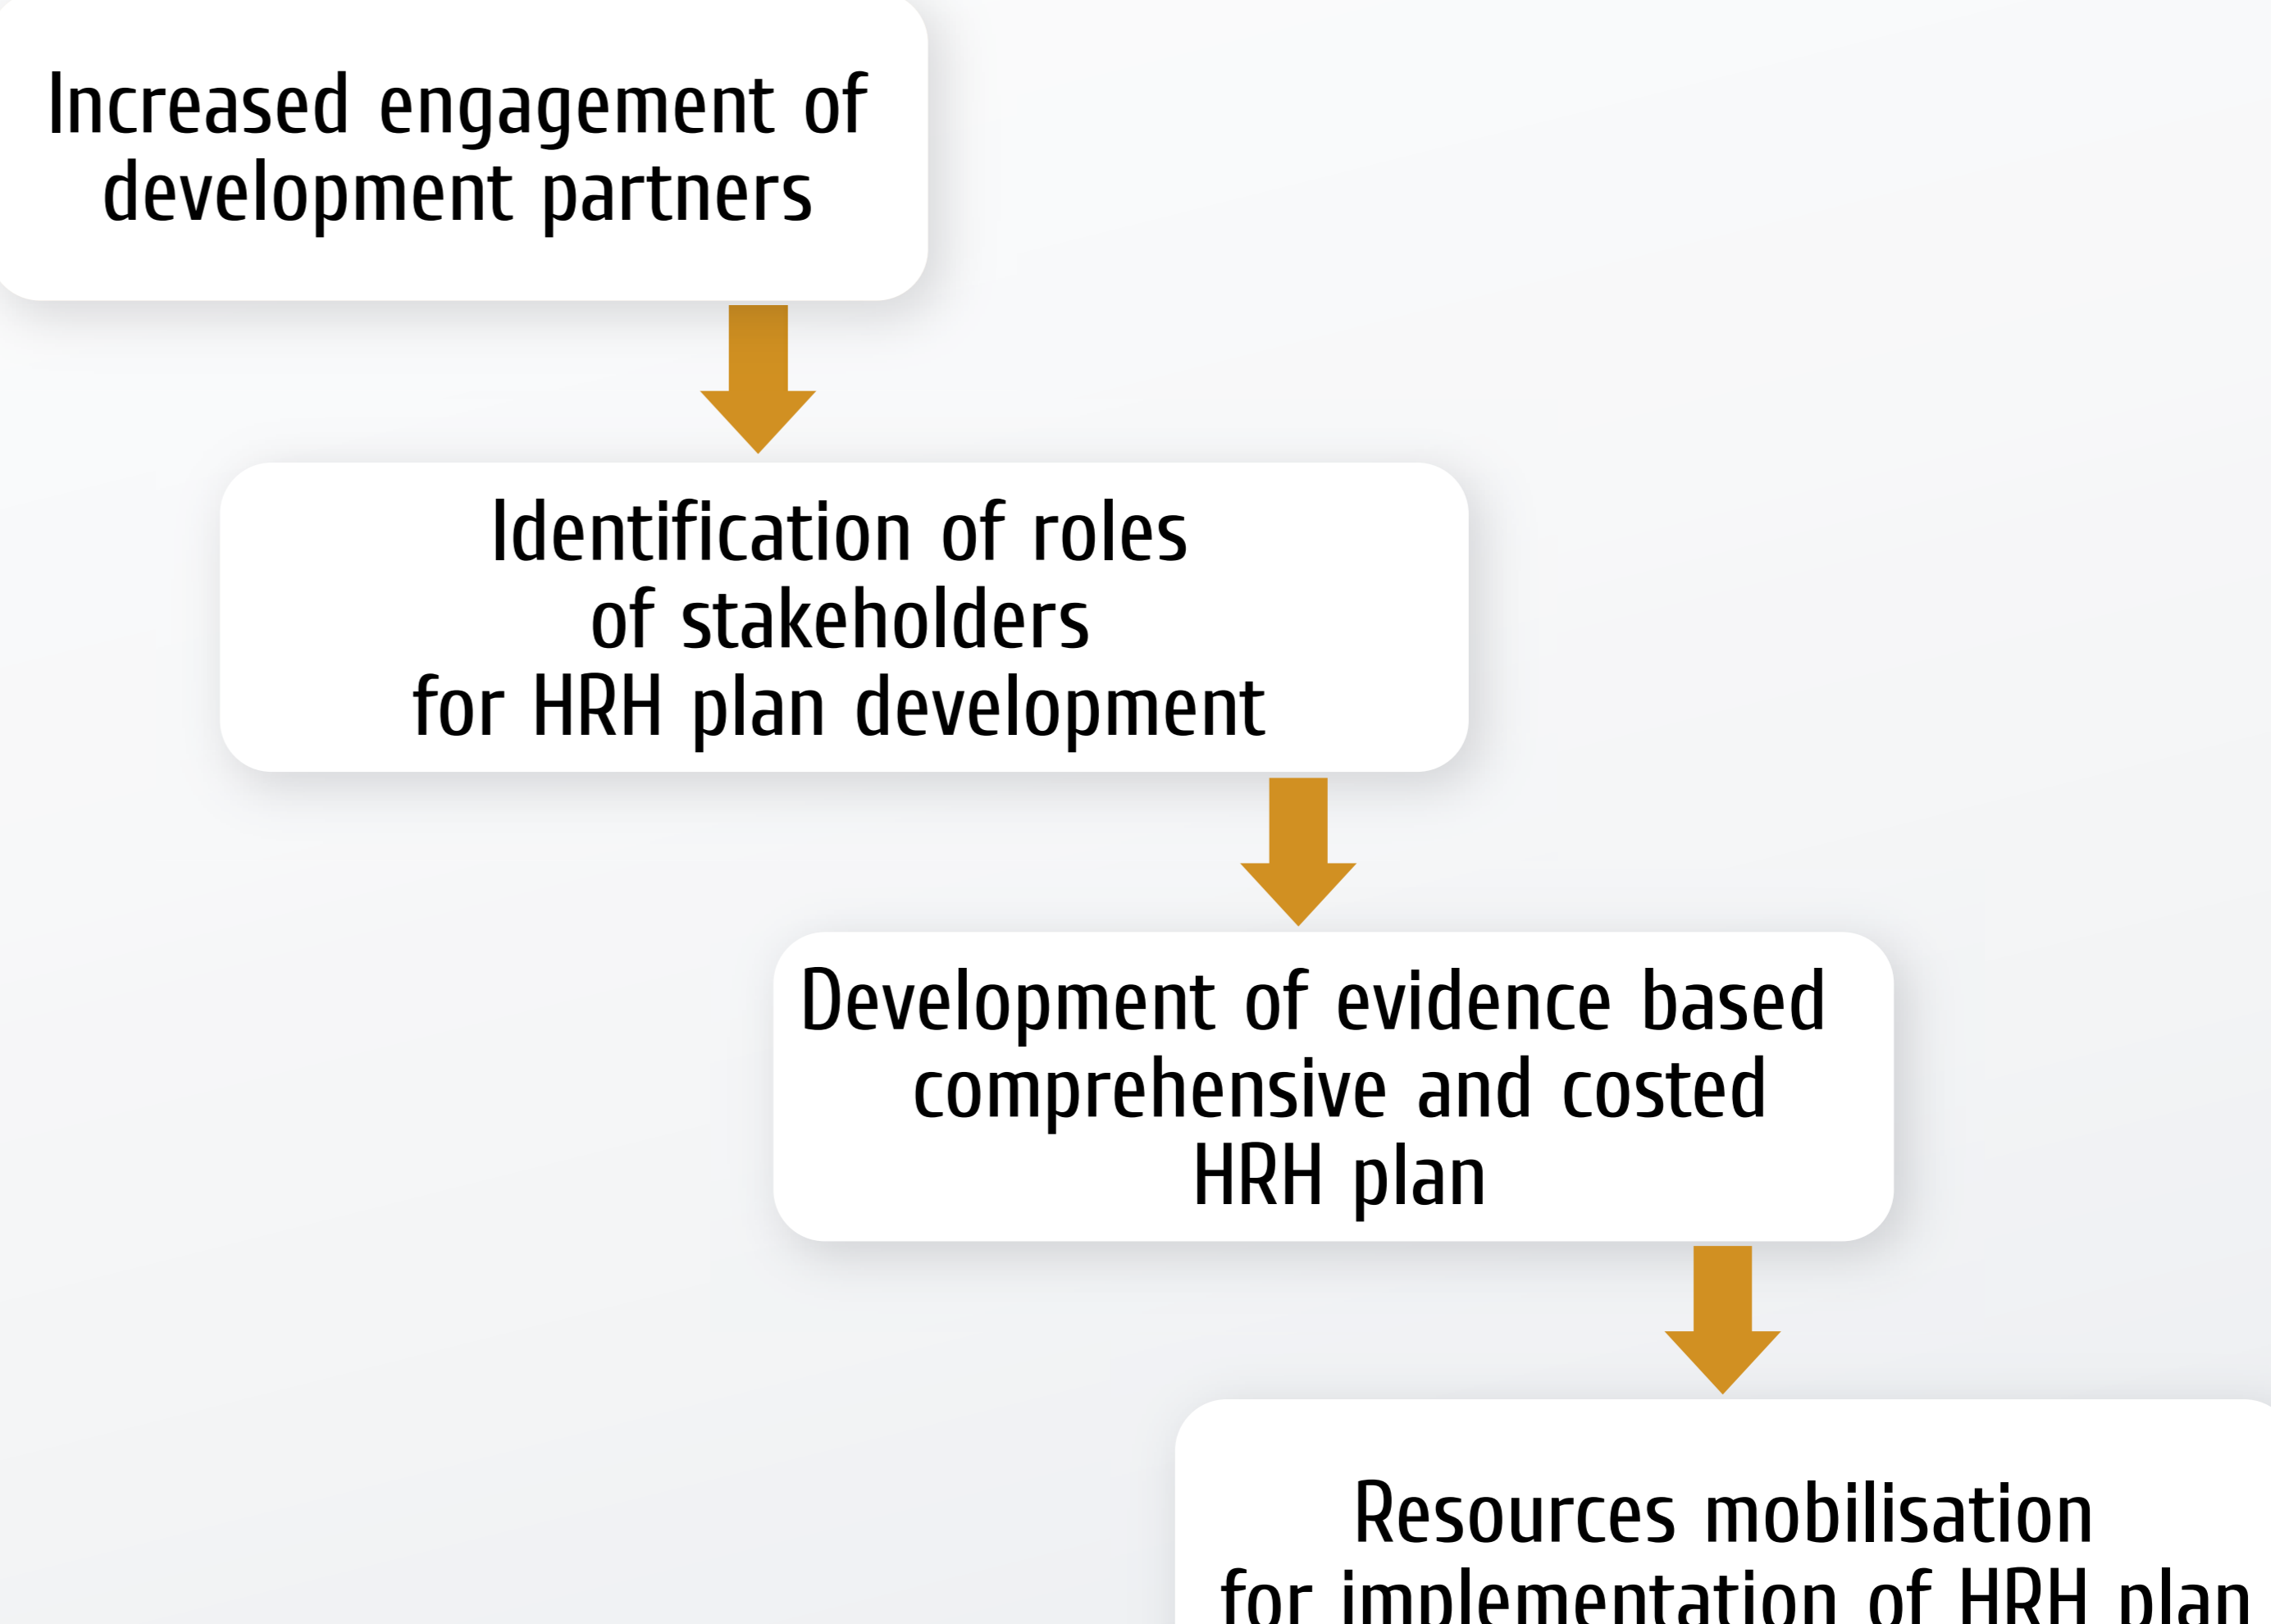 Increased engagement of
development partners
Identification of roles
of stakeholders
for HRH plan development
Development of evidence based
comprehensive and costed
HRH plan
Resources mobilisation
for implementation of HRH plan